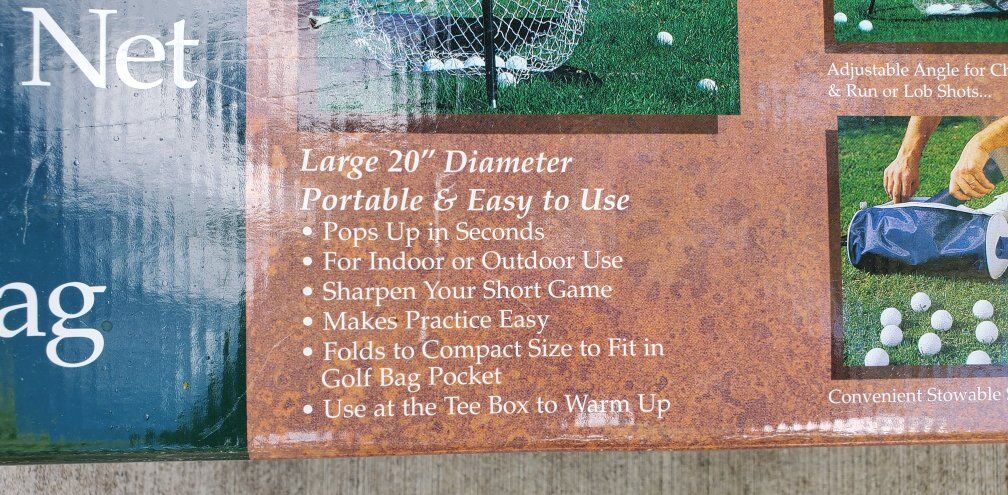 Net
ag
Large 20" Diameter
Portable & Easy to Use
• Pops Up in Seconds
• For Indoor or Outdoor Use
• Sharpen Your Short Game
• Makes Practice Easy
• Folds to Compact Size to Fit in
Golf Bag Pocket
• Use at the Tee Box to Warm Up
Adjustable Angle for Ch
& Run or Lob Shots...
Convenient Stowable